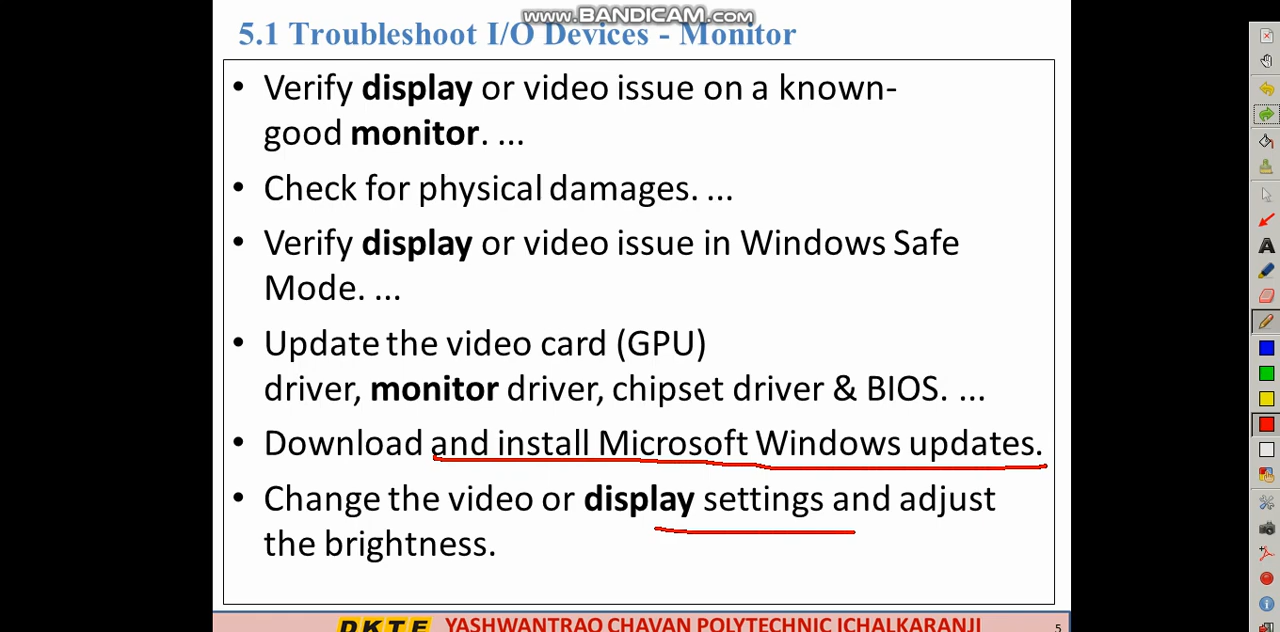 www.BANDICAM.com
5.1 Troubleshoot I/O Devices - Monitor
• Verify display or video issue on a known-
good monitor. ...
• Check for physical damages. ...
• Verify display or video issue in Windows Safe
Mode. ...
• Update the video card (GPU)
driver, monitor driver, chipset driver & BIOS. ...
• Download and install Microsoft Windows updates.
• Change the video or display settings and adjust
the brightness.
DKTE YASHWANTRAO CHAVAN POLYTECHNIC ICHALKARANJI 5